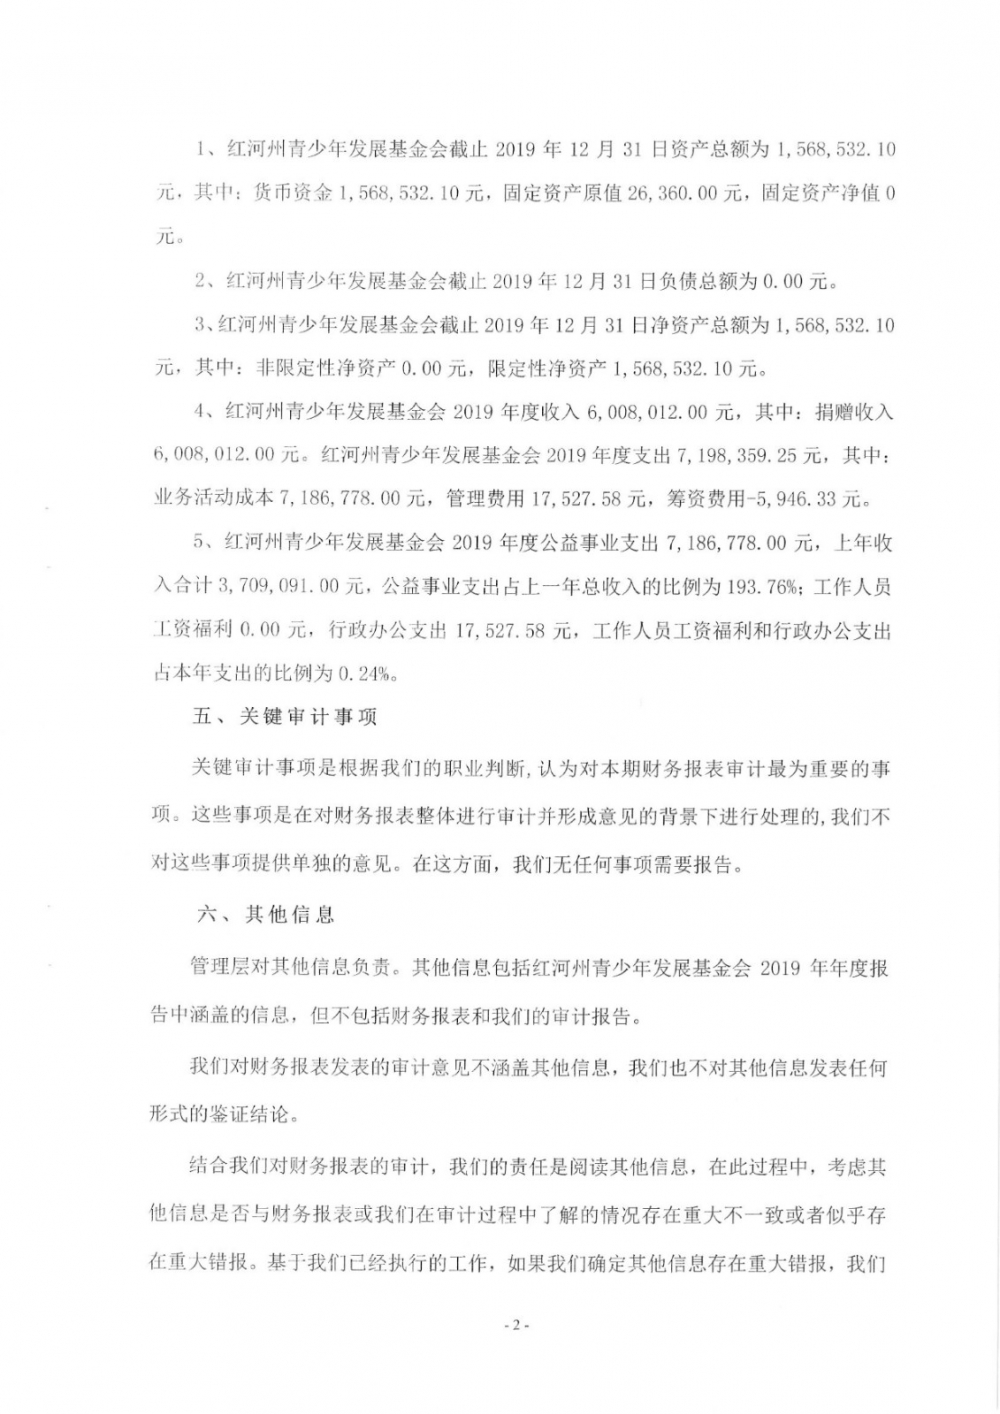 1、红河州青少年发展基金会截止 2019 年 12 月 31 日资产总额为 1,568,532.10
元，其中：货币资金 1,568,532.10 元，固定资产原值 26,360.00 元，固定资产净值 0
元。
2、红河州青少年发展基金会截止 2019 年 12 月 31 日负债总额为 0.00 元。
3、红河州青少年发展基金会截止 2019 年 12 月 31 日净资产总额为 1,568,532.10
元，其中：非限定性净资产 0.00 元，限定性净资产 1,568,532.10 元。
4、红河州青少年发展基金会 2019 年度收入 6,008,012.00 元，其中：捐赠收入
6,008,012.00 元。红河州青少年发展基金会 2019 年度支出 7,198,359.25 元，其中：
业务活动成本 7,186,778.00 元，管理费用 17,527.58 元，筹资费用-5,946.33 元。
5、红河州青少年发展基金会 2019 年度公益事业支出 7,186,778.00 元，上年收
入合计 3,709,091.00 元，公益事业支出占上一年总收入的比例为 193.76%；工作人员
工资福利 0.00 元，行政办公支出 17,527.58 元，工作人员工资福利和行政办公支出
占本年支出的比例为 0.24%。
五、关键审计事项
关键审计事项是根据我们的职业判断,认为对本期财务报表审计最为重要的事
项。这些事项是在对财务报表整体进行审计并形成意见的背景下进行处理的,我们不
对这些事项提供单独的意见。在这方面，我们无任何事项需要报告。
六、其他信息
管理层对其他信息负责。其他信息包括红河州青少年发展基金会 2019 年年度报
告中涵盖的信息，但不包括财务报表和我们的审计报告。
我们对财务报表发表的审计意见不涵盖其他信息，我们也不对其他信息发表任何
形式的鉴证结论。
结合我们对财务报表的审计，我们的责任是阅读其他信息，在此过程中，考虑其
他信息是否与财务报表或我们在审计过程中了解的情况存在重大不一致或者似乎存
在重大错报。基于我们已经执行的工作，如果我们确定其他信息存在重大错报，我们
- 2 -